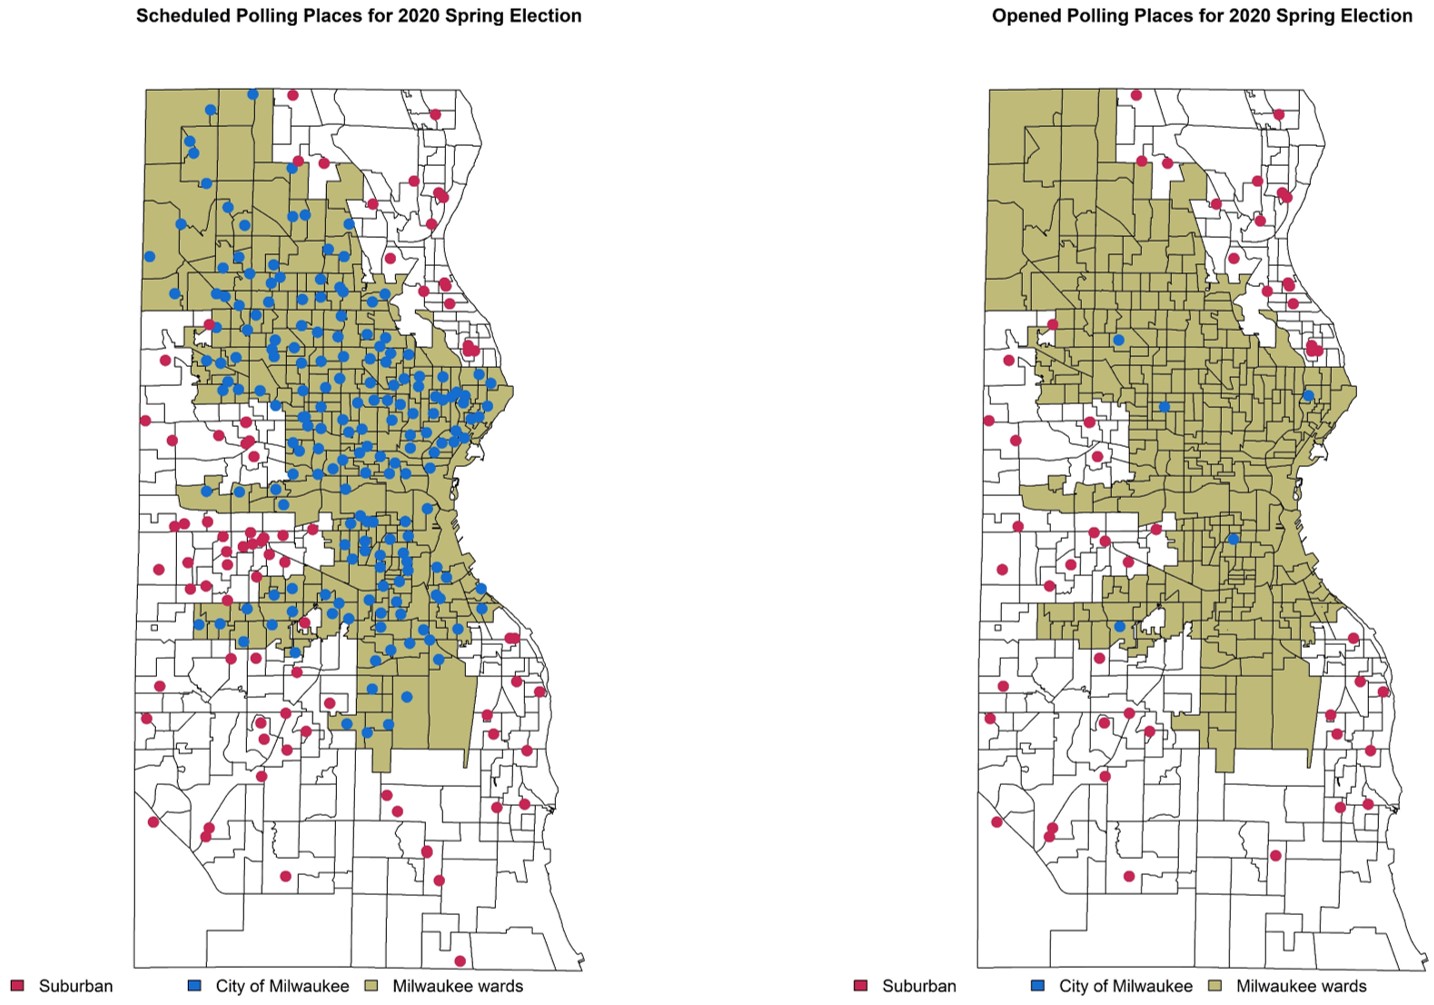 Scheduled Polling Places for 2020 Spring Election
Opened Polling Places for 2020 Spring Election
Suburban
City of Milwaukee
Milwaukee wards
Suburban
City of Milwaukee
Milwaukee wards